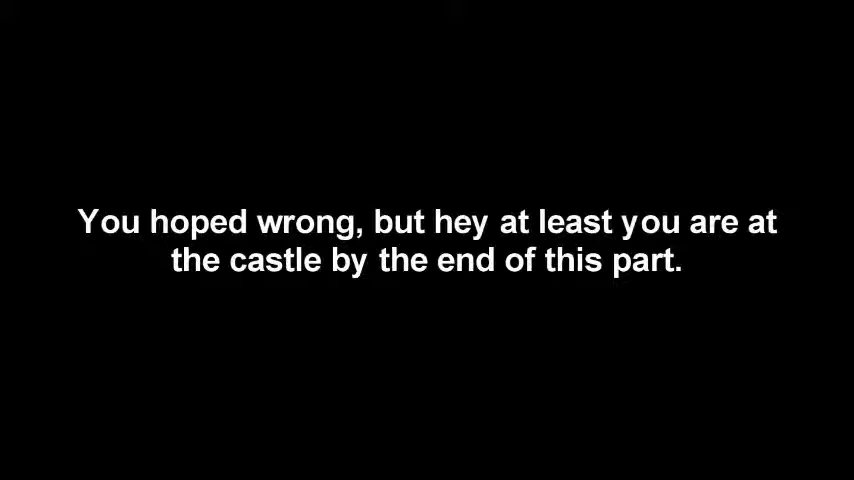 You hoped wrong, but hey at least you are at
the castle by the end of this part.